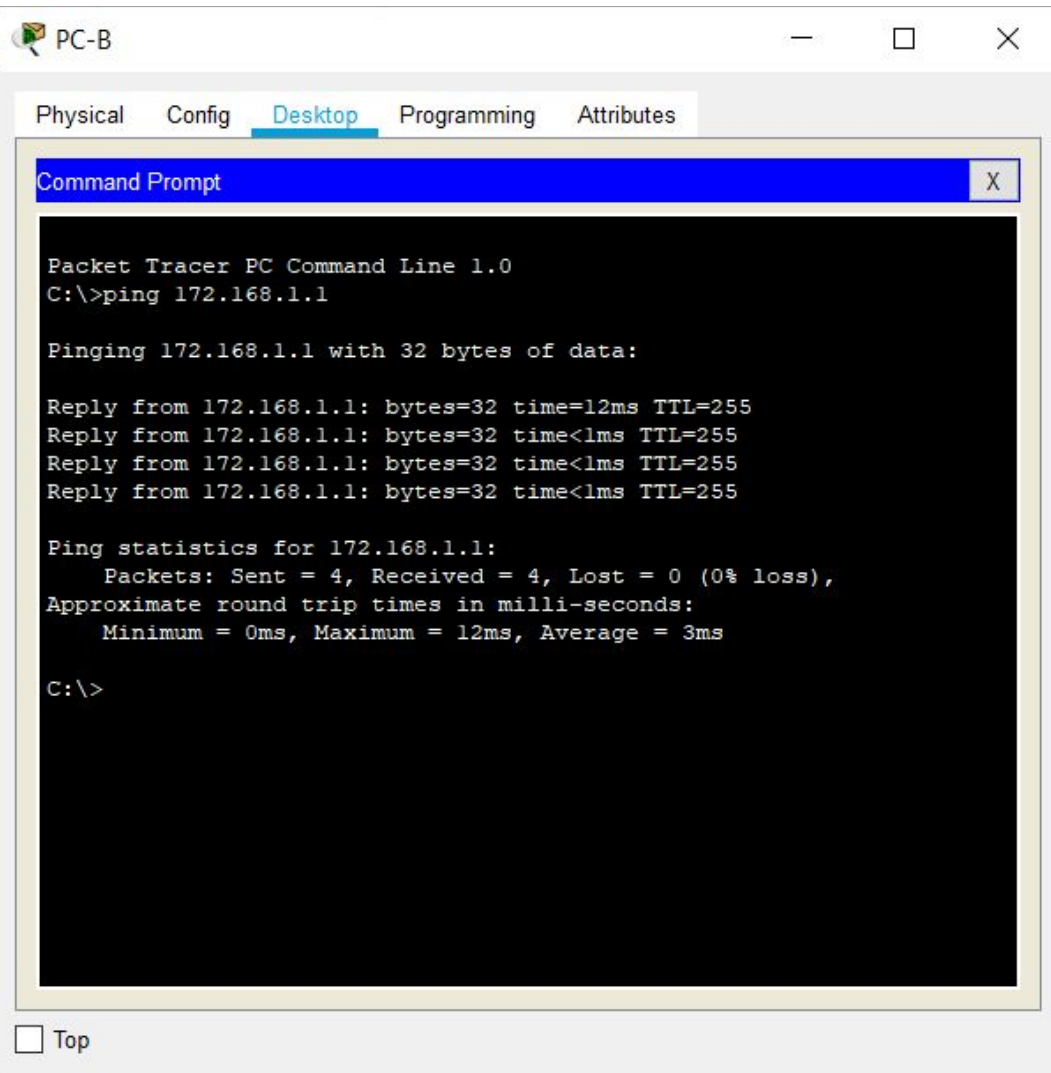 PC-B
Physical Config Desktop Programming Attributes
Command Prompt X
Packet Tracer PC Command Line 1.0
C:\>ping 172.168.1.1
Pinging 172.168.1.1 with 32 bytes of data:
Reply from 172.168.1.1: bytes=32 time=12ms TTL=255
Reply from 172.168.1.1: bytes=32 time<1ms TTL=255
Reply from 172.168.1.1: bytes=32 time<1ms TTL=255
Reply from 172.168.1.1: bytes=32 time<1ms TTL=255
Ping statistics for 172.168.1.1:
Packets: Sent = 4, Received = 4, Lost = 0 (0% loss),
Approximate round trip times in milli-seconds:
Minimum = 0ms, Maximum = 12ms, Average = 3ms
C:\>
Top